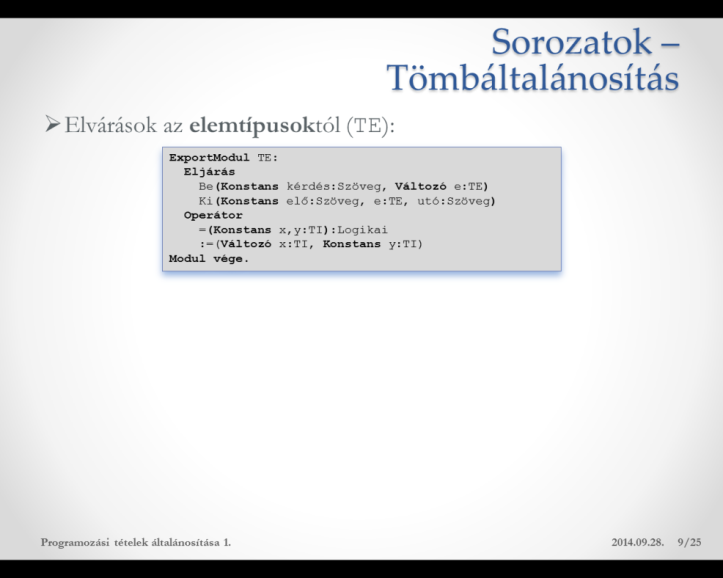 Sorozatok –
Tömbáltalánosítás
➢Elvárások az elemtípusoktól (TE):
ExportModul TE:
Eljárás
Be(Konstans kérdés:Szöveg, Változó e:TE)
Ki(Konstans elő:Szöveg, e:TE, utó:Szöveg)
Operátor
=(Konstans x,y:TI):Logikai
:=(Változó x:TI, Konstans y:TI)
Modul vége.
Programozási tételek általánosítása 1.
2014.09.28. 9/25